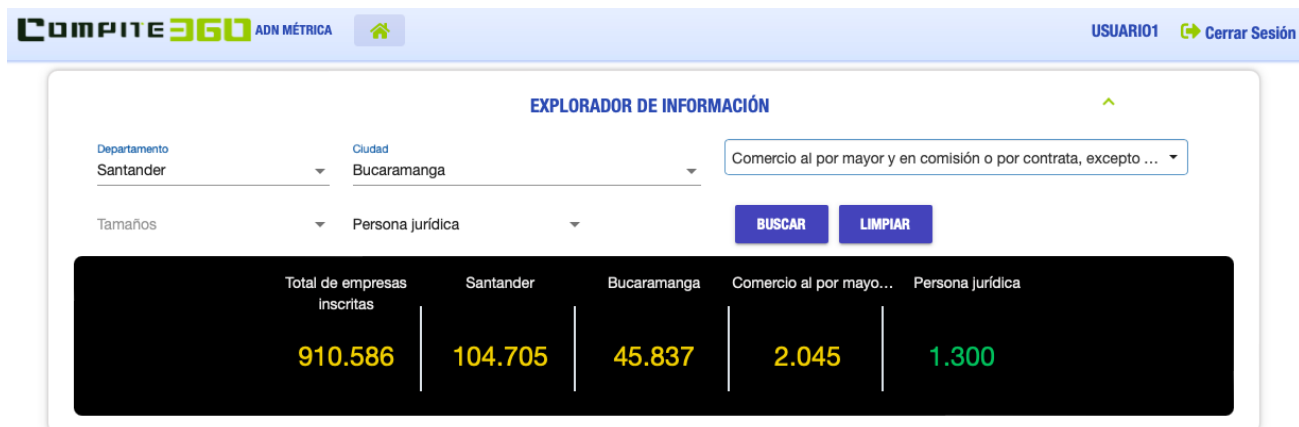 COMPITE360 ADN MÉTRICA
USUARIO1 Cerrar Sesión
EXPLORADOR DE INFORMACIÓN
Departamento Ciudad
Santander Bucaramanga Comercio al por mayor y en comisión o por contrata, excepto ...
Tamaños Persona jurídica BUSCAR LIMPIAR
Total de empresas Santander Bucaramanga Comercio al por mayo... Persona jurídica
inscritas
910.586 104.705 45.837 2.045 1.300